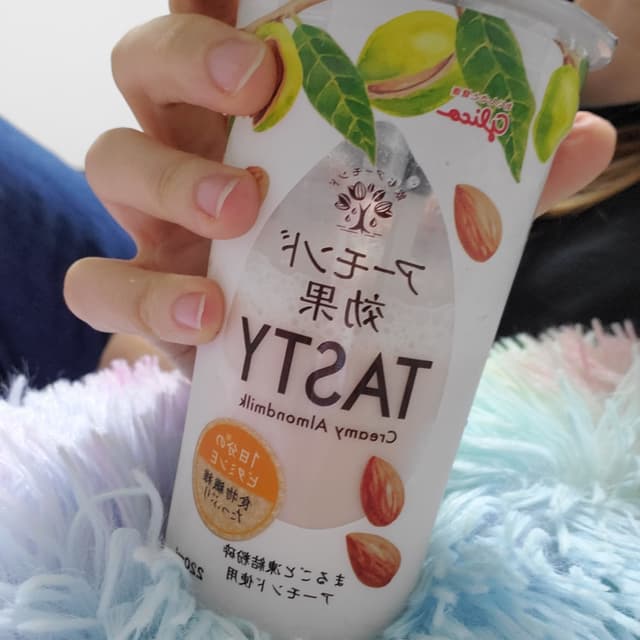 Glico
アーモンド
効果
TASTY
Creamy Almondmilk
1日分の
ビタミンE
食物繊維
たっぷり
まるごと凍結粉砕
アーモンド使用